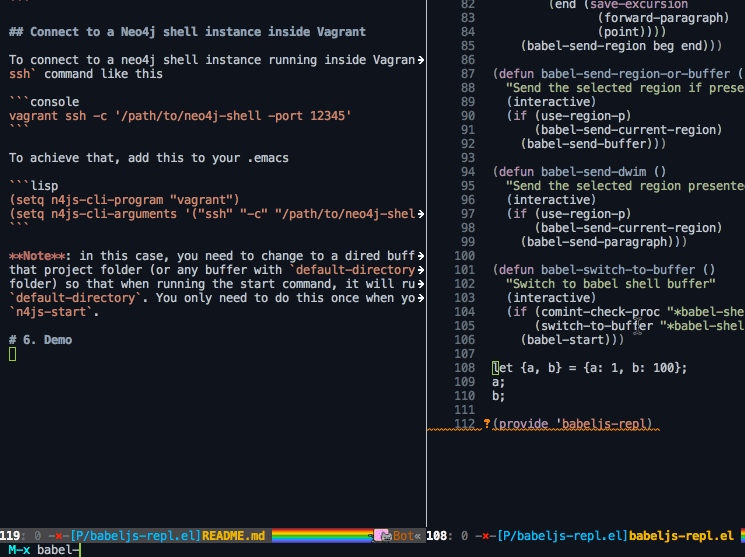 ```
## Connect to a Neo4j shell instance inside Vagrant
To connect to a neo4j shell instance running inside Vagran
ssh` command like this
```console
vagrant ssh -c '/path/to/neo4j-shell -port 12345'
```
To achieve that, add this to your .emacs
```lisp
(setq n4js-cli-program "vagrant")
(setq n4js-cli-arguments '("ssh" "-c" "/path/to/neo4j-shel
```
**Note**: in this case, you need to change to a dired buff
that project folder (or any buffer with `default-directory
folder) so that when running the start command, it will ru
`default-directory`. You only need to do this once when yo
`n4js-start`.
# 6. Demo
119: 0 -×-[P/babeljs-repl.el]README.md Bot«
M-x babel-
82 (end (save-excursion
83 (forward-paragraph)
84 (point))))
85 (babel-send-region beg end)))
86
87 (defun babel-send-region-or-buffer (
88 "Send the selected region if prese
89 (interactive)
90 (if (use-region-p)
91 (babel-send-current-region)
92 (babel-send-buffer)))
93
94 (defun babel-send-dwim ()
95 "Send the selected region presente
96 (interactive)
97 (if (use-region-p)
98 (babel-send-current-region)
99 (babel-send-paragraph)))
100
101 (defun babel-switch-to-buffer ()
102 "Switch to babel shell buffer"
103 (interactive)
104 (if (comint-check-proc "*babel-she
105 (switch-to-buffer "*babel-shel
106 (babel-start)))
107
108 let {a, b} = {a: 1, b: 100};
109 a;
110 b;
111
112 ?(provide 'babeljs-repl)
108: 0 -×-[P/babeljs-repl.el]babeljs-repl.el